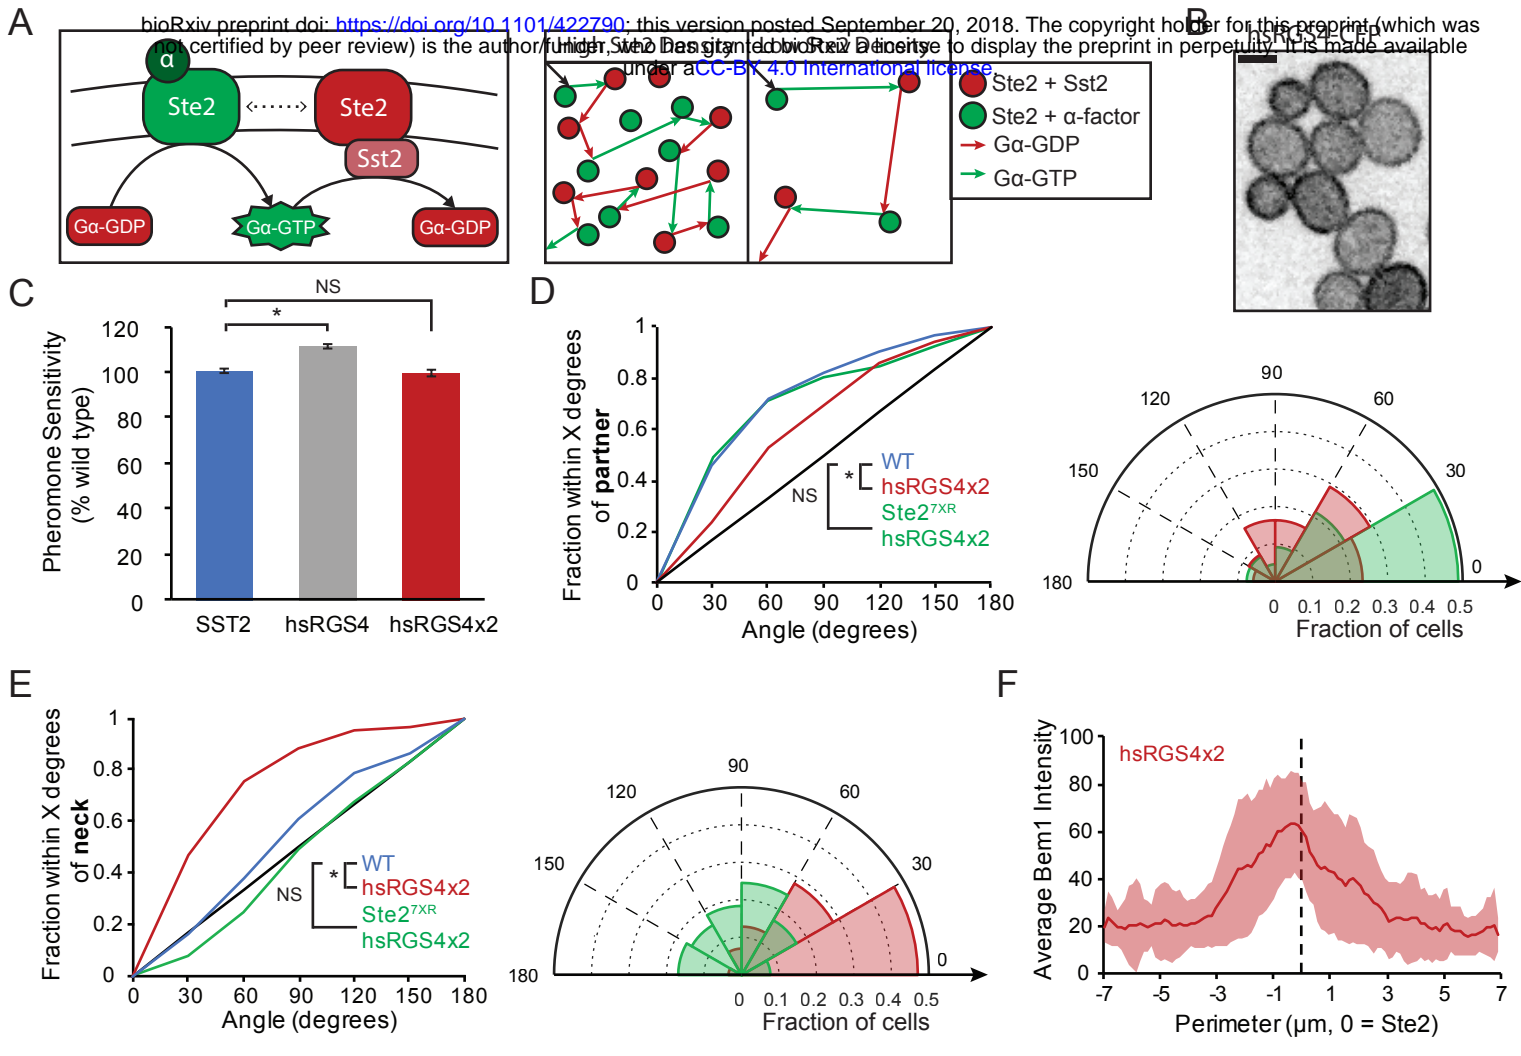 bioRxiv preprint doi: https://doi.org/10.1101/422790; this version posted September 20, 2018. The copyright holder for this preprint (which was
not certified by peer review) is the author/funder, who has granted bioRxiv a license to display the preprint in perpetuity. It is made available
under aCC-BY 4.0 International license.
A
α
Ste2
Ste2
Sst2
Gα-GDP
Gα-GTP
Gα-GDP
High Ste2 Density
Low Ste2 Density
Ste2 + Sst2
Ste2 + α-factor
Gα-GDP
Gα-GTP
B
hsRGS4-CFP
C
Pheromone Sensitivity
(% wild type)
120
100
80
60
40
20
0
NS
*
SST2
hsRGS4
hsRGS4x2
D
Fraction within X degrees
of partner
1
0.8
0.6
0.4
0.2
0
0
30
60
90
120
150
180
Angle (degrees)
NS
*
WT
hsRGS4x2
Ste2⁷ˣᴿ
hsRGS4x2
90
120
60
150
30
180
0
0
0.1
0.2
0.3
0.4
0.5
Fraction of cells
E
Fraction within X degrees
of neck
1
0.8
0.6
0.4
0.2
0
0
30
60
90
120
150
180
Angle (degrees)
NS
*
WT
hsRGS4x2
Ste2⁷ˣᴿ
hsRGS4x2
90
120
60
150
30
180
0
0
0.1
0.2
0.3
0.4
0.5
Fraction of cells
F
Average Bem1 Intensity
100
80
60
40
20
0
hsRGS4x2
-7
-5
-3
-1
1
3
5
7
Perimeter (µm, 0 = Ste2)